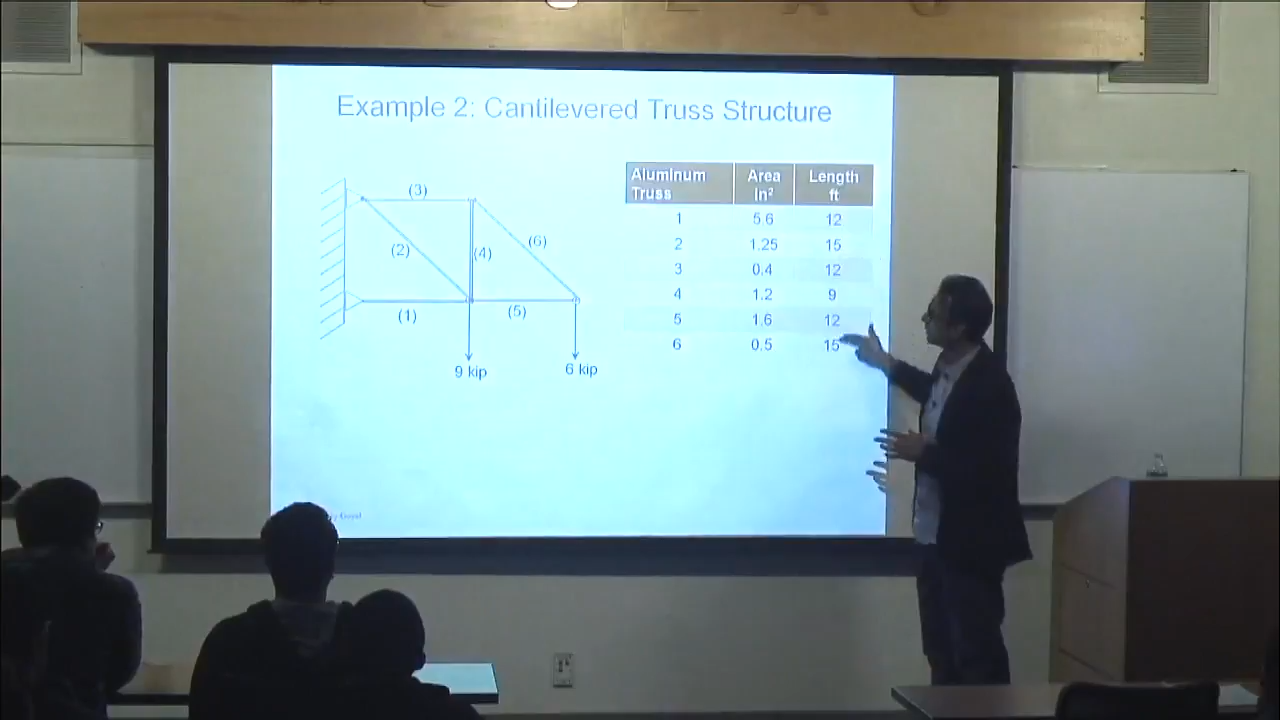 Example 2: Cantilevered Truss Structure
(3)
(2)
(4)
(6)
(1)
(5)
9 kip
6 kip
Aluminum Truss Area In² Length ft
1 5.6 12
2 1.25 15
3 0.4 12
4 1.2 9
5 1.6 12
6 0.5 15